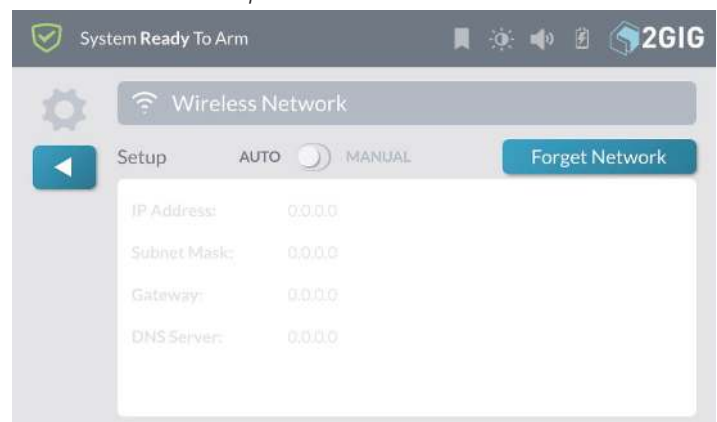 System Ready To Arm
2GIG
Wireless Network
Setup AUTO MANUAL Forget Network
IP Address: 0.0.0.0
Subnet Mask: 0.0.0.0
Gateway: 0.0.0.0
DNS Server: 0.0.0.0